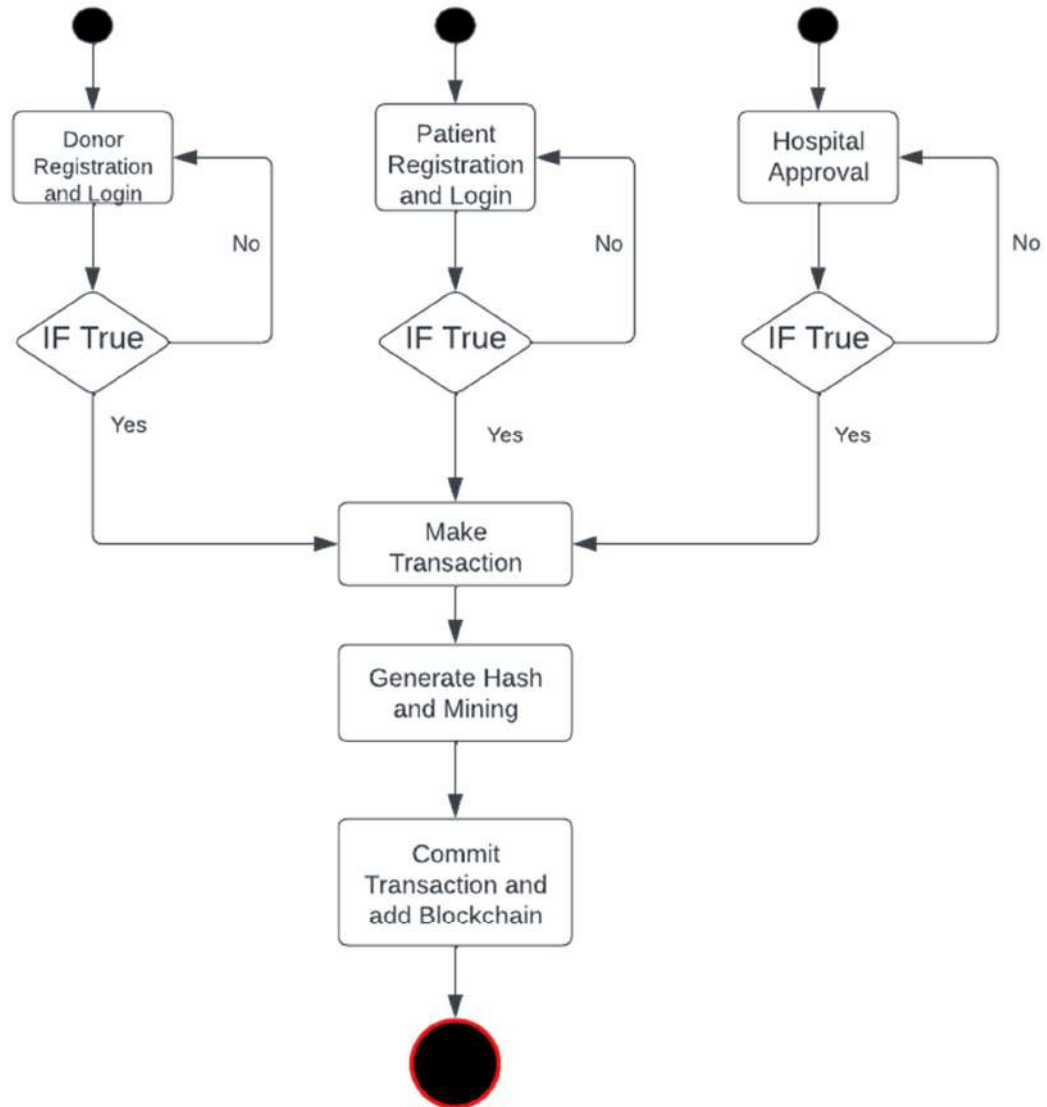 Donor
Registration
and Login
No
IF True
Yes
Patient
Registration
and Login
No
IF True
Yes
Hospital
Approval
No
IF True
Yes
Make
Transaction
Generate Hash
and Mining
Commit
Transaction and
add Blockchain